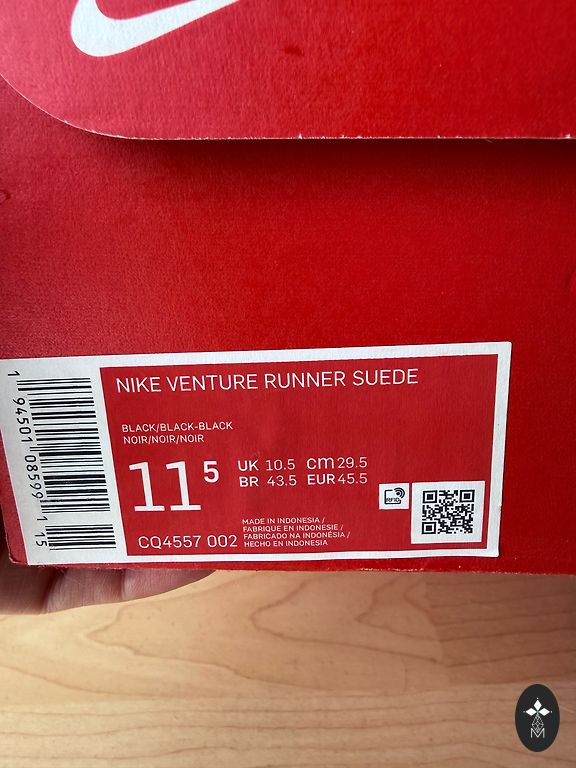 NIKE VENTURE RUNNER SUEDE
BLACK/BLACK-BLACK
NOIR/NOIR/NOIR
11⁵
UK 10.5 cm 29.5
BR 43.5 EUR 45.5
RFID
CQ4557 002
MADE IN INDONESIA /
FABRIQUE EN INDONESIE /
FABRICADO NA INDONÉSIA /
HECHO EN INDONESIA
1 94501 08599 1 15
M